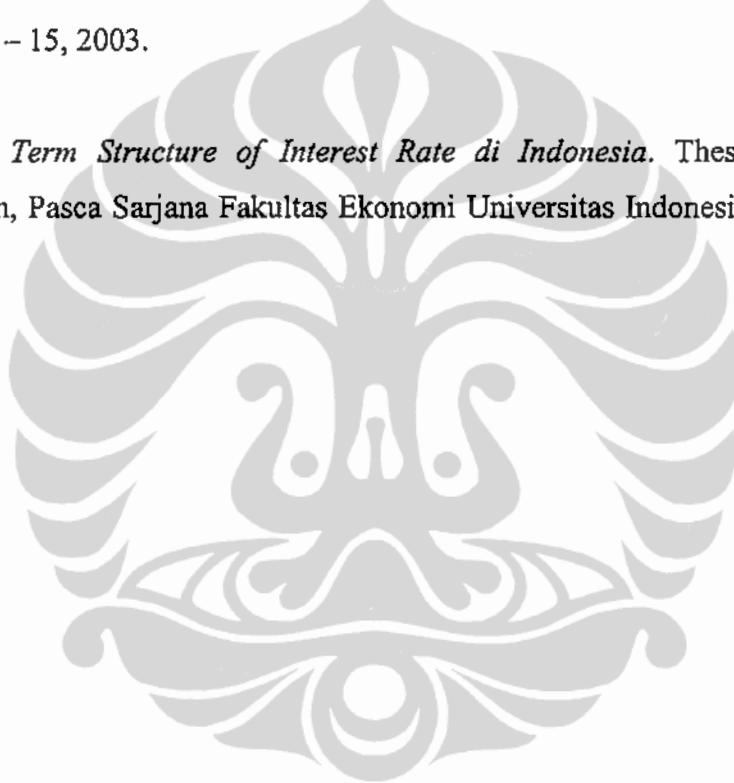 – 15, 2003.
Term Structure of Interest Rate di Indonesia. Thes
n, Pasca Sarjana Fakultas Ekonomi Universitas Indonesi